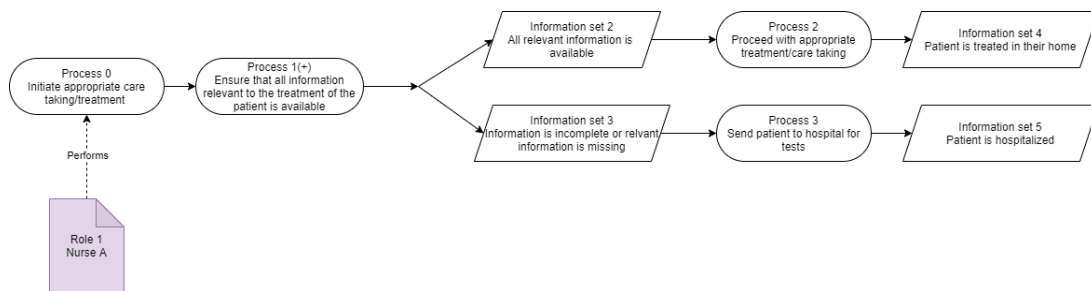 Information set 2
All relevant information is
available
Process 2
Proceed with appropriate
treatment/care taking
Information set 4
Patient is treated in their home
Process 0
Initiate appropriate care
taking/treatment
Process 1(+)
Ensure that all information
relevant to the treatment of the
patient is available
Information set 3
Information is incomplete or relvant
information is missing
Process 3
Send patient to hospital for
tests
Information set 5
Patient is hospitalized
Performs
Role 1
Nurse A